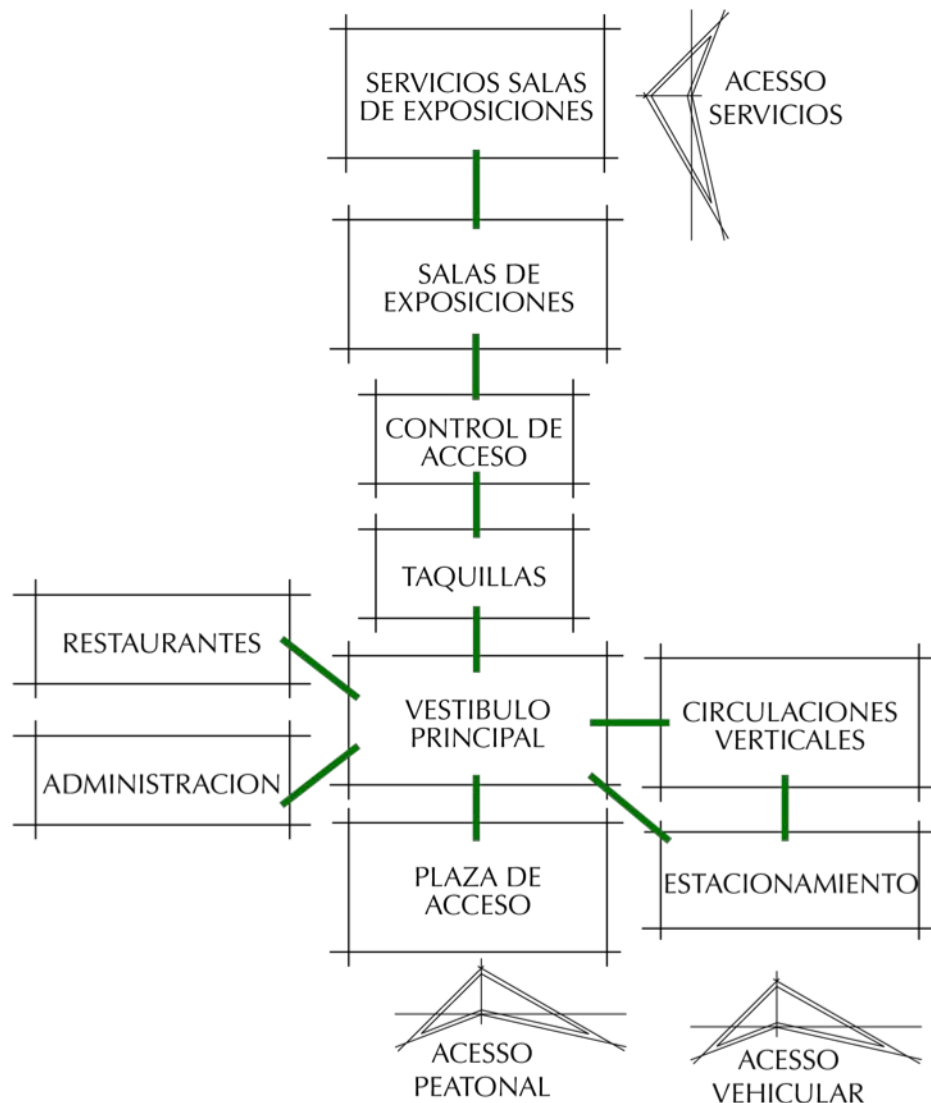 SERVICIOS SALAS
DE EXPOSICIONES
ACESSO
SERVICIOS
SALAS DE
EXPOSICIONES
CONTROL DE
ACCESO
TAQUILLAS
RESTAURANTES
VESTIBULO
PRINCIPAL
CIRCULACIONES
VERTICALES
ADMINISTRACION
PLAZA DE
ACCESO
ESTACIONAMIENTO
ACESSO
PEATONAL
ACESSO
VEHICULAR